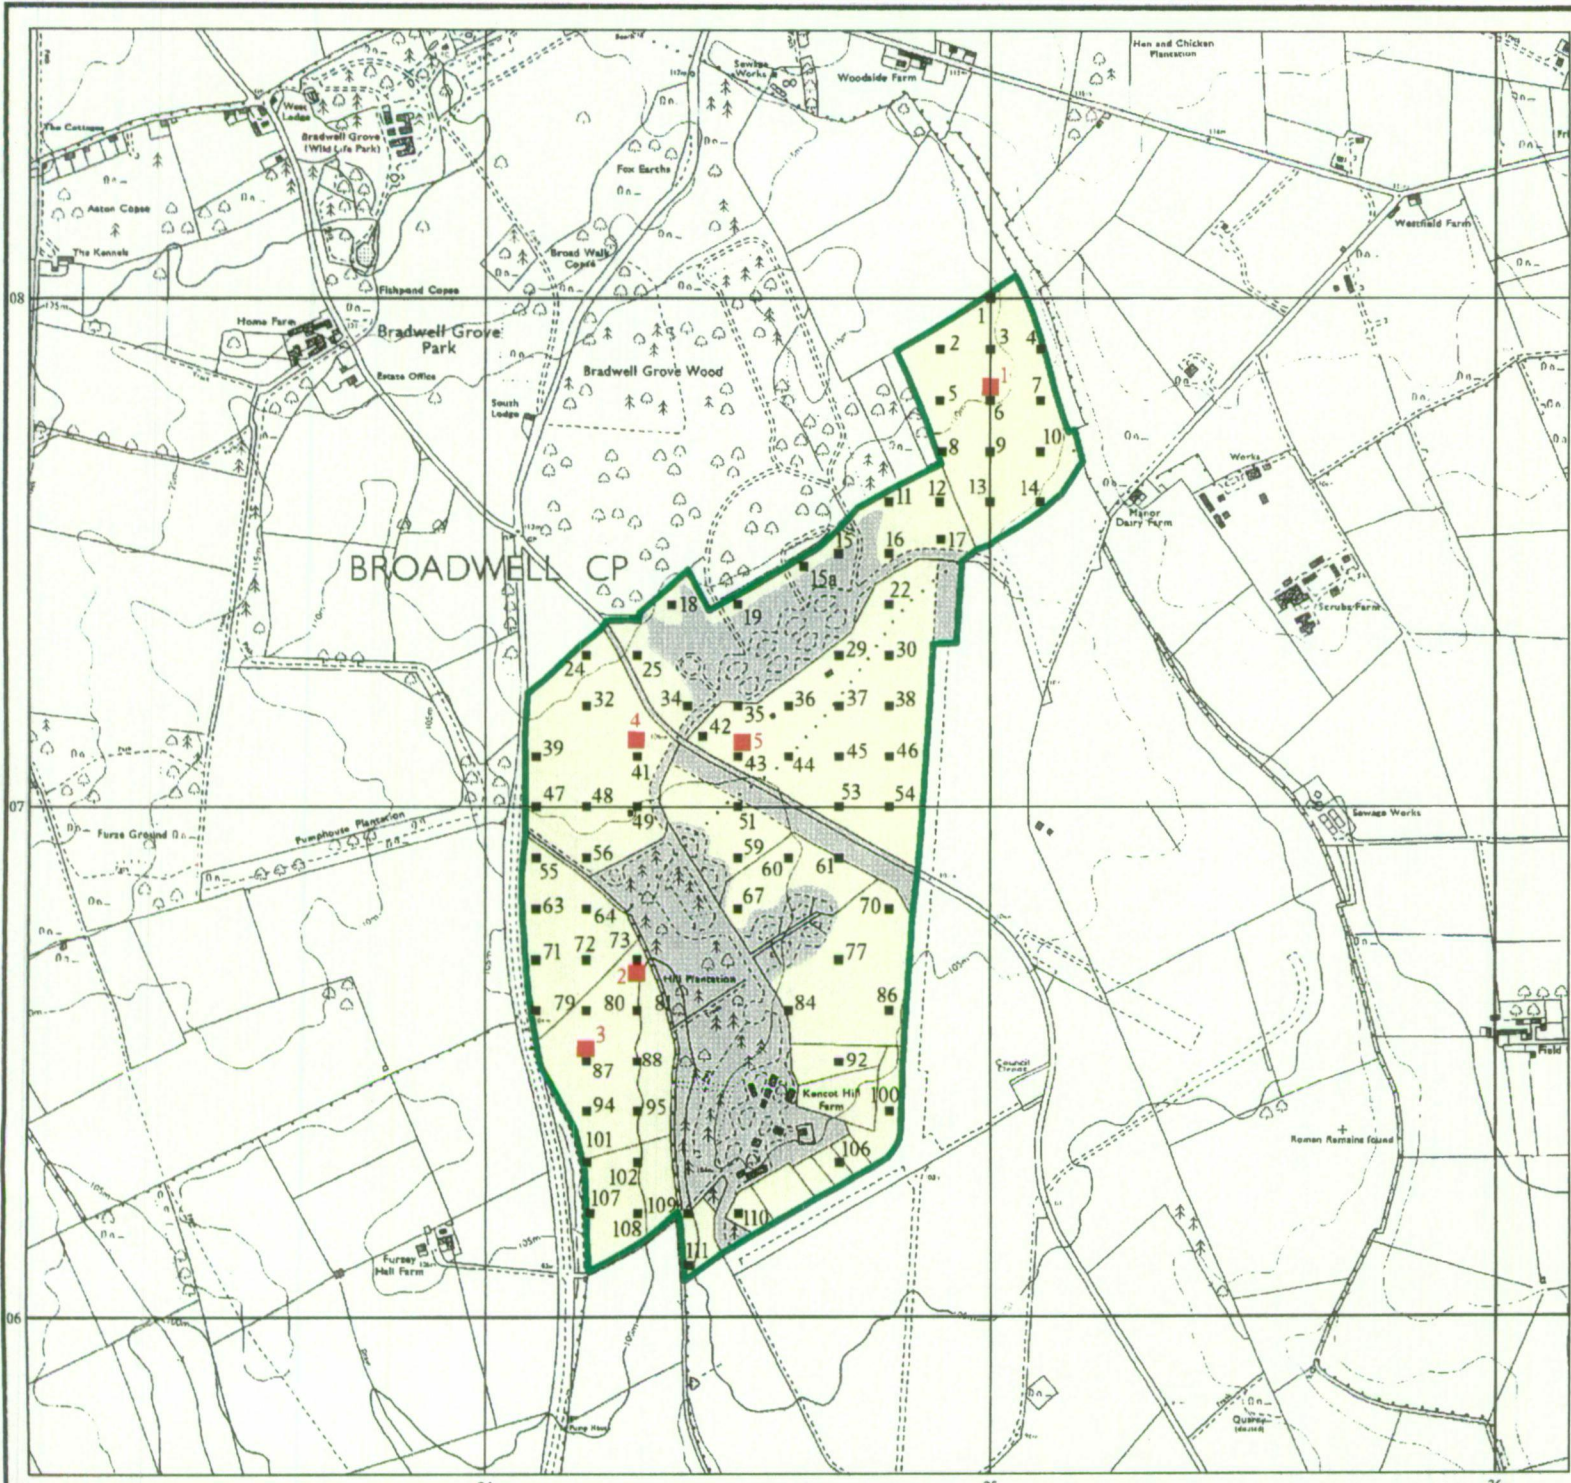 Hen and Chicken
Plantation
Sewage
Works
Woodside Farm
West
Lodge
The Cottages
Bradwell Grove
(Wild Life Park)
Fox Earths
Aston Copse
Westfield Farm
The Kennels
Broad Walk
Copse
Fishpond Copse
08
Home Farm
Bradwell Grove
Park
1
2
3
4
Estate Office
Bradwell Grove Wood
1
5
6
7
South
Lodge
8
9
10
Works
11
12
13
14
Manor
Dairy Farm
15
16
17
BROADWELL CP
15a
18
19
22
Scrubs Farm
24
25
29
30
32
34
35
36
37
38
4
42
5
39
41
43
44
45
46
47
48
49
51
53
54
07
Furze Ground
Pumphouse Plantation
Sewage Works
55
56
59
60
61
63
64
67
70
71
72
73
77
2
Hill Plantation
79
80
81
84
86
3
87
88
92
Kencot Hill
Farm
100
94
95
Roman Remains found
101
102
106
107
108
109
110
111
Furzey
Hall Farm
06
Quarry
(disused)